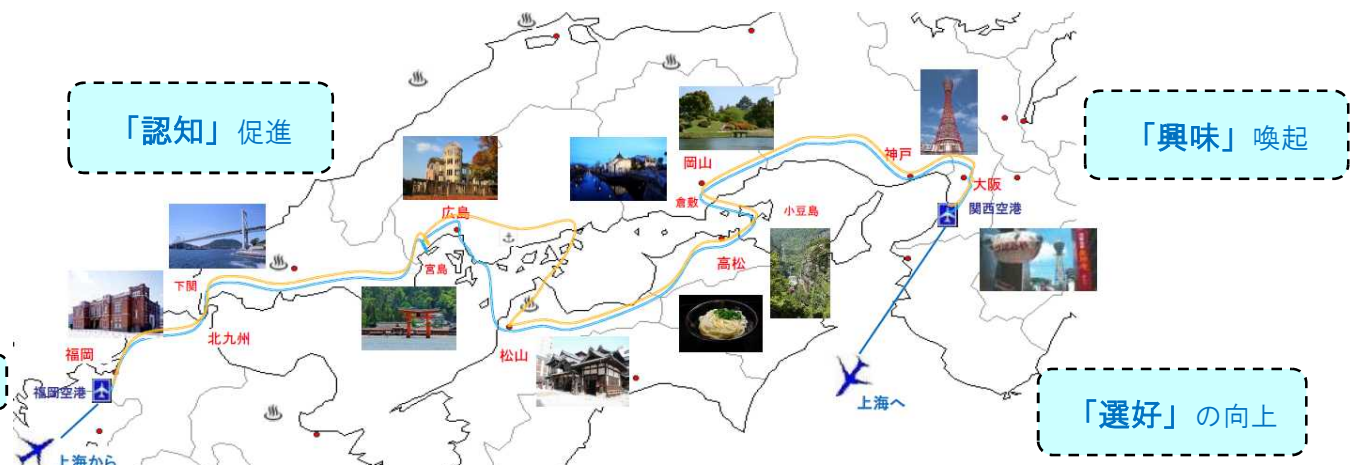 「認知」促進
「興味」喚起
「選好」の向上
岡山
神戸
大阪
倉敷
関西空港
小豆島
広島
高松
宮島
下関
北九州
松山
福岡
福岡空港
上海へ
上海から